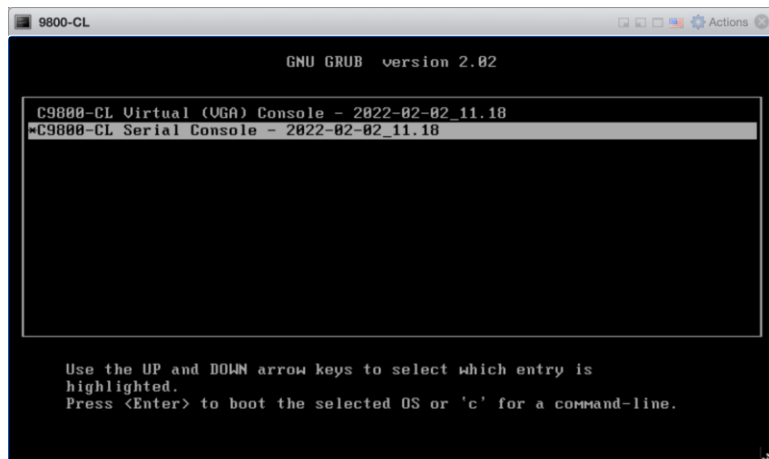 9800-CL
Actions
GNU GRUB version 2.02
C9800-CL Virtual (VGA) Console - 2022-02-02_11.18
*C9800-CL Serial Console - 2022-02-02_11.18
Use the UP and DOWN arrow keys to select which entry is
highlighted.
Press <Enter> to boot the selected OS or 'c' for a command-line.